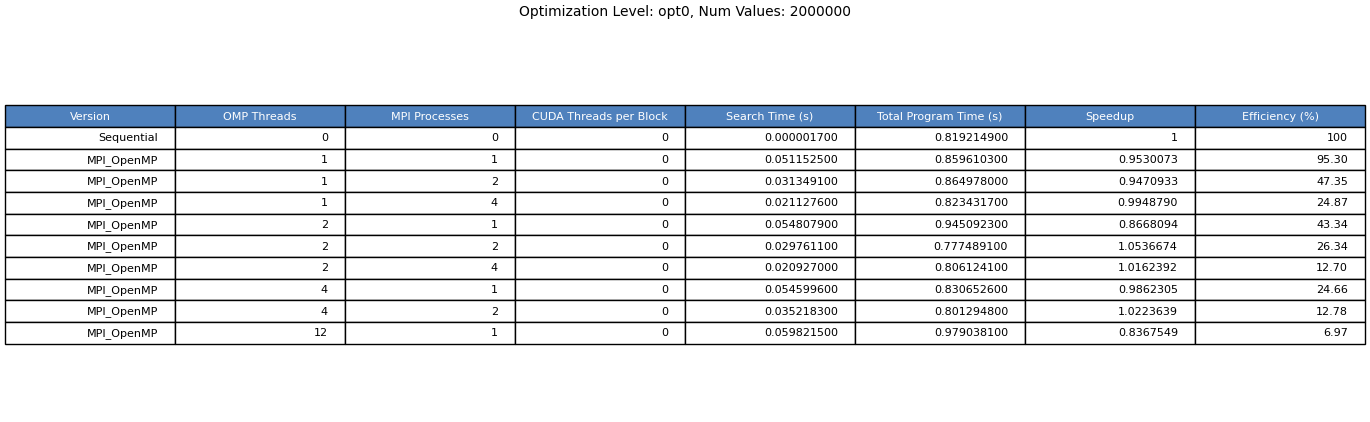 Optimization Level: opt0, Num Values: 2000000
Version OMP Threads MPI Processes CUDA Threads per Block Search Time (s) Total Program Time (s) Speedup Efficiency (%)
Sequential 0 0 0 0.000001700 0.819214900 1 100
MPI_OpenMP 1 1 0 0.051152500 0.859610300 0.9530073 95.30
MPI_OpenMP 1 2 0 0.031349100 0.864978000 0.9470933 47.35
MPI_OpenMP 1 4 0 0.021127600 0.823431700 0.9948790 24.87
MPI_OpenMP 2 1 0 0.054807900 0.945092300 0.8668094 43.34
MPI_OpenMP 2 2 0 0.029761100 0.777489100 1.0536674 26.34
MPI_OpenMP 2 4 0 0.020927000 0.806124100 1.0162392 12.70
MPI_OpenMP 4 1 0 0.054599600 0.830652600 0.9862305 24.66
MPI_OpenMP 4 2 0 0.035218300 0.801294800 1.0223639 12.78
MPI_OpenMP 12 1 0 0.059821500 0.979038100 0.8367549 6.97